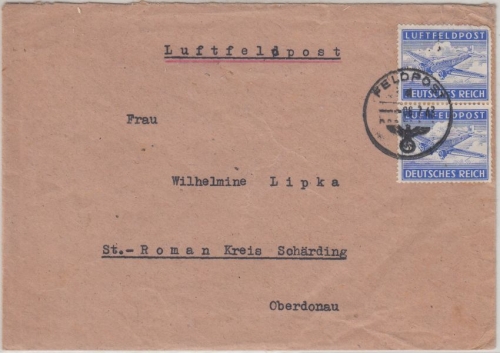 Luftfeldpost
LUFTFELDPOST
DEUTSCHES REICH
FELDPOST
LUFTFELDPOST
DEUTSCHES REICH
Frau
Wilhelmine Lipka
St.- Roman Kreis Schärding
Oberdonau